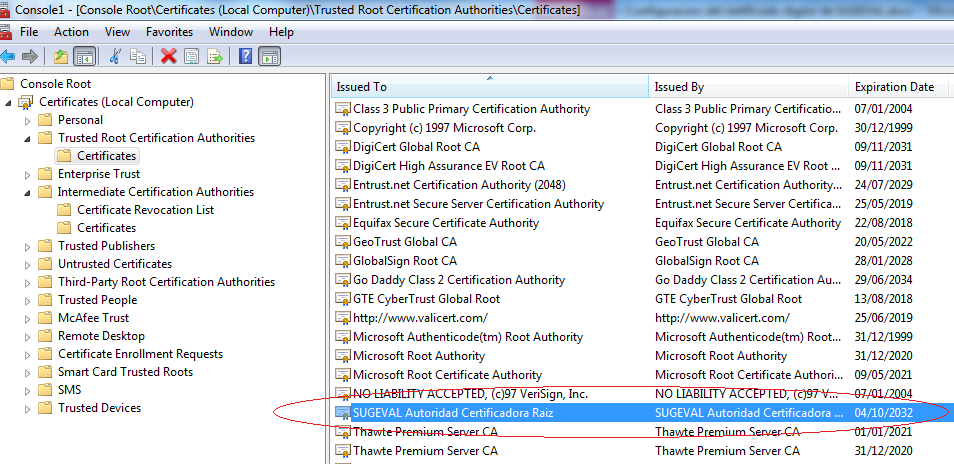 Console1 - [Console Root\Certificates (Local Computer)\Trusted Root Certification Authorities\Certificates]
File Action View Favorites Window Help
Console Root
Certificates (Local Computer)
Personal
Trusted Root Certification Authorities
Certificates
Enterprise Trust
Intermediate Certification Authorities
Certificate Revocation List
Certificates
Trusted Publishers
Untrusted Certificates
Third-Party Root Certification Authorities
Trusted People
McAfee Trust
Remote Desktop
Certificate Enrollment Requests
Smart Card Trusted Roots
SMS
Trusted Devices
Issued To Issued By Expiration Date
Class 3 Public Primary Certification Authority Class 3 Public Primary Certificatio... 07/01/2004
Copyright (c) 1997 Microsoft Corp. Copyright (c) 1997 Microsoft Corp. 30/12/1999
DigiCert Global Root CA DigiCert Global Root CA 09/11/2031
DigiCert High Assurance EV Root CA DigiCert High Assurance EV Root ... 09/11/2031
Entrust.net Certification Authority (2048) Entrust.net Certification Authority... 24/07/2029
Entrust.net Secure Server Certification Authority Entrust.net Secure Server Certificati... 25/05/2019
Equifax Secure Certificate Authority Equifax Secure Certificate Authority 22/08/2018
GeoTrust Global CA GeoTrust Global CA 20/05/2022
GlobalSign Root CA GlobalSign Root CA 28/01/2028
Go Daddy Class 2 Certification Authority Go Daddy Class 2 Certification Au... 29/06/2034
GTE CyberTrust Global Root GTE CyberTrust Global Root 13/08/2018
http://www.valicert.com/ http://www.valicert.com/ 25/06/2019
Microsoft Authenticode(tm) Root Authority Microsoft Authenticode(tm) Root... 31/12/1999
Microsoft Root Authority Microsoft Root Authority 31/12/2020
Microsoft Root Certificate Authority Microsoft Root Certificate Authori... 09/05/2021
NO LIABILITY ACCEPTED, (c)97 VeriSign, Inc. NO LIABILITY ACCEPTED, (c)97 V... 07/01/2004
SUGEVAL Autoridad Certificadora Raiz SUGEVAL Autoridad Certificadora ... 04/10/2032
Thawte Premium Server CA Thawte Premium Server CA 01/01/2021
Thawte Premium Server CA Thawte Premium Server CA 31/12/2020